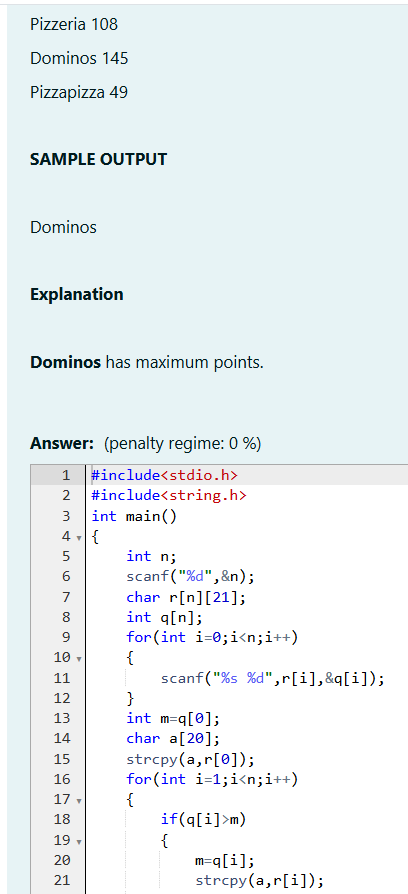 Pizzeria 108
Dominos 145
Pizzapizza 49
SAMPLE OUTPUT
Dominos
Explanation
Dominos has maximum points.
Answer: (penalty regime: 0 %)
1 #include<stdio.h>
2 #include<string.h>
3 int main()
4 {
5     int n;
6     scanf("%d",&n);
7     char r[n][21];
8     int q[n];
9     for(int i=0;i<n;i++)
10     {
11         scanf("%s %d",r[i],&q[i]);
12     }
13     int m=q[0];
14     char a[20];
15     strcpy(a,r[0]);
16     for(int i=1;i<n;i++)
17     {
18         if(q[i]>m)
19         {
20             m=q[i];
21             strcpy(a,r[i]);